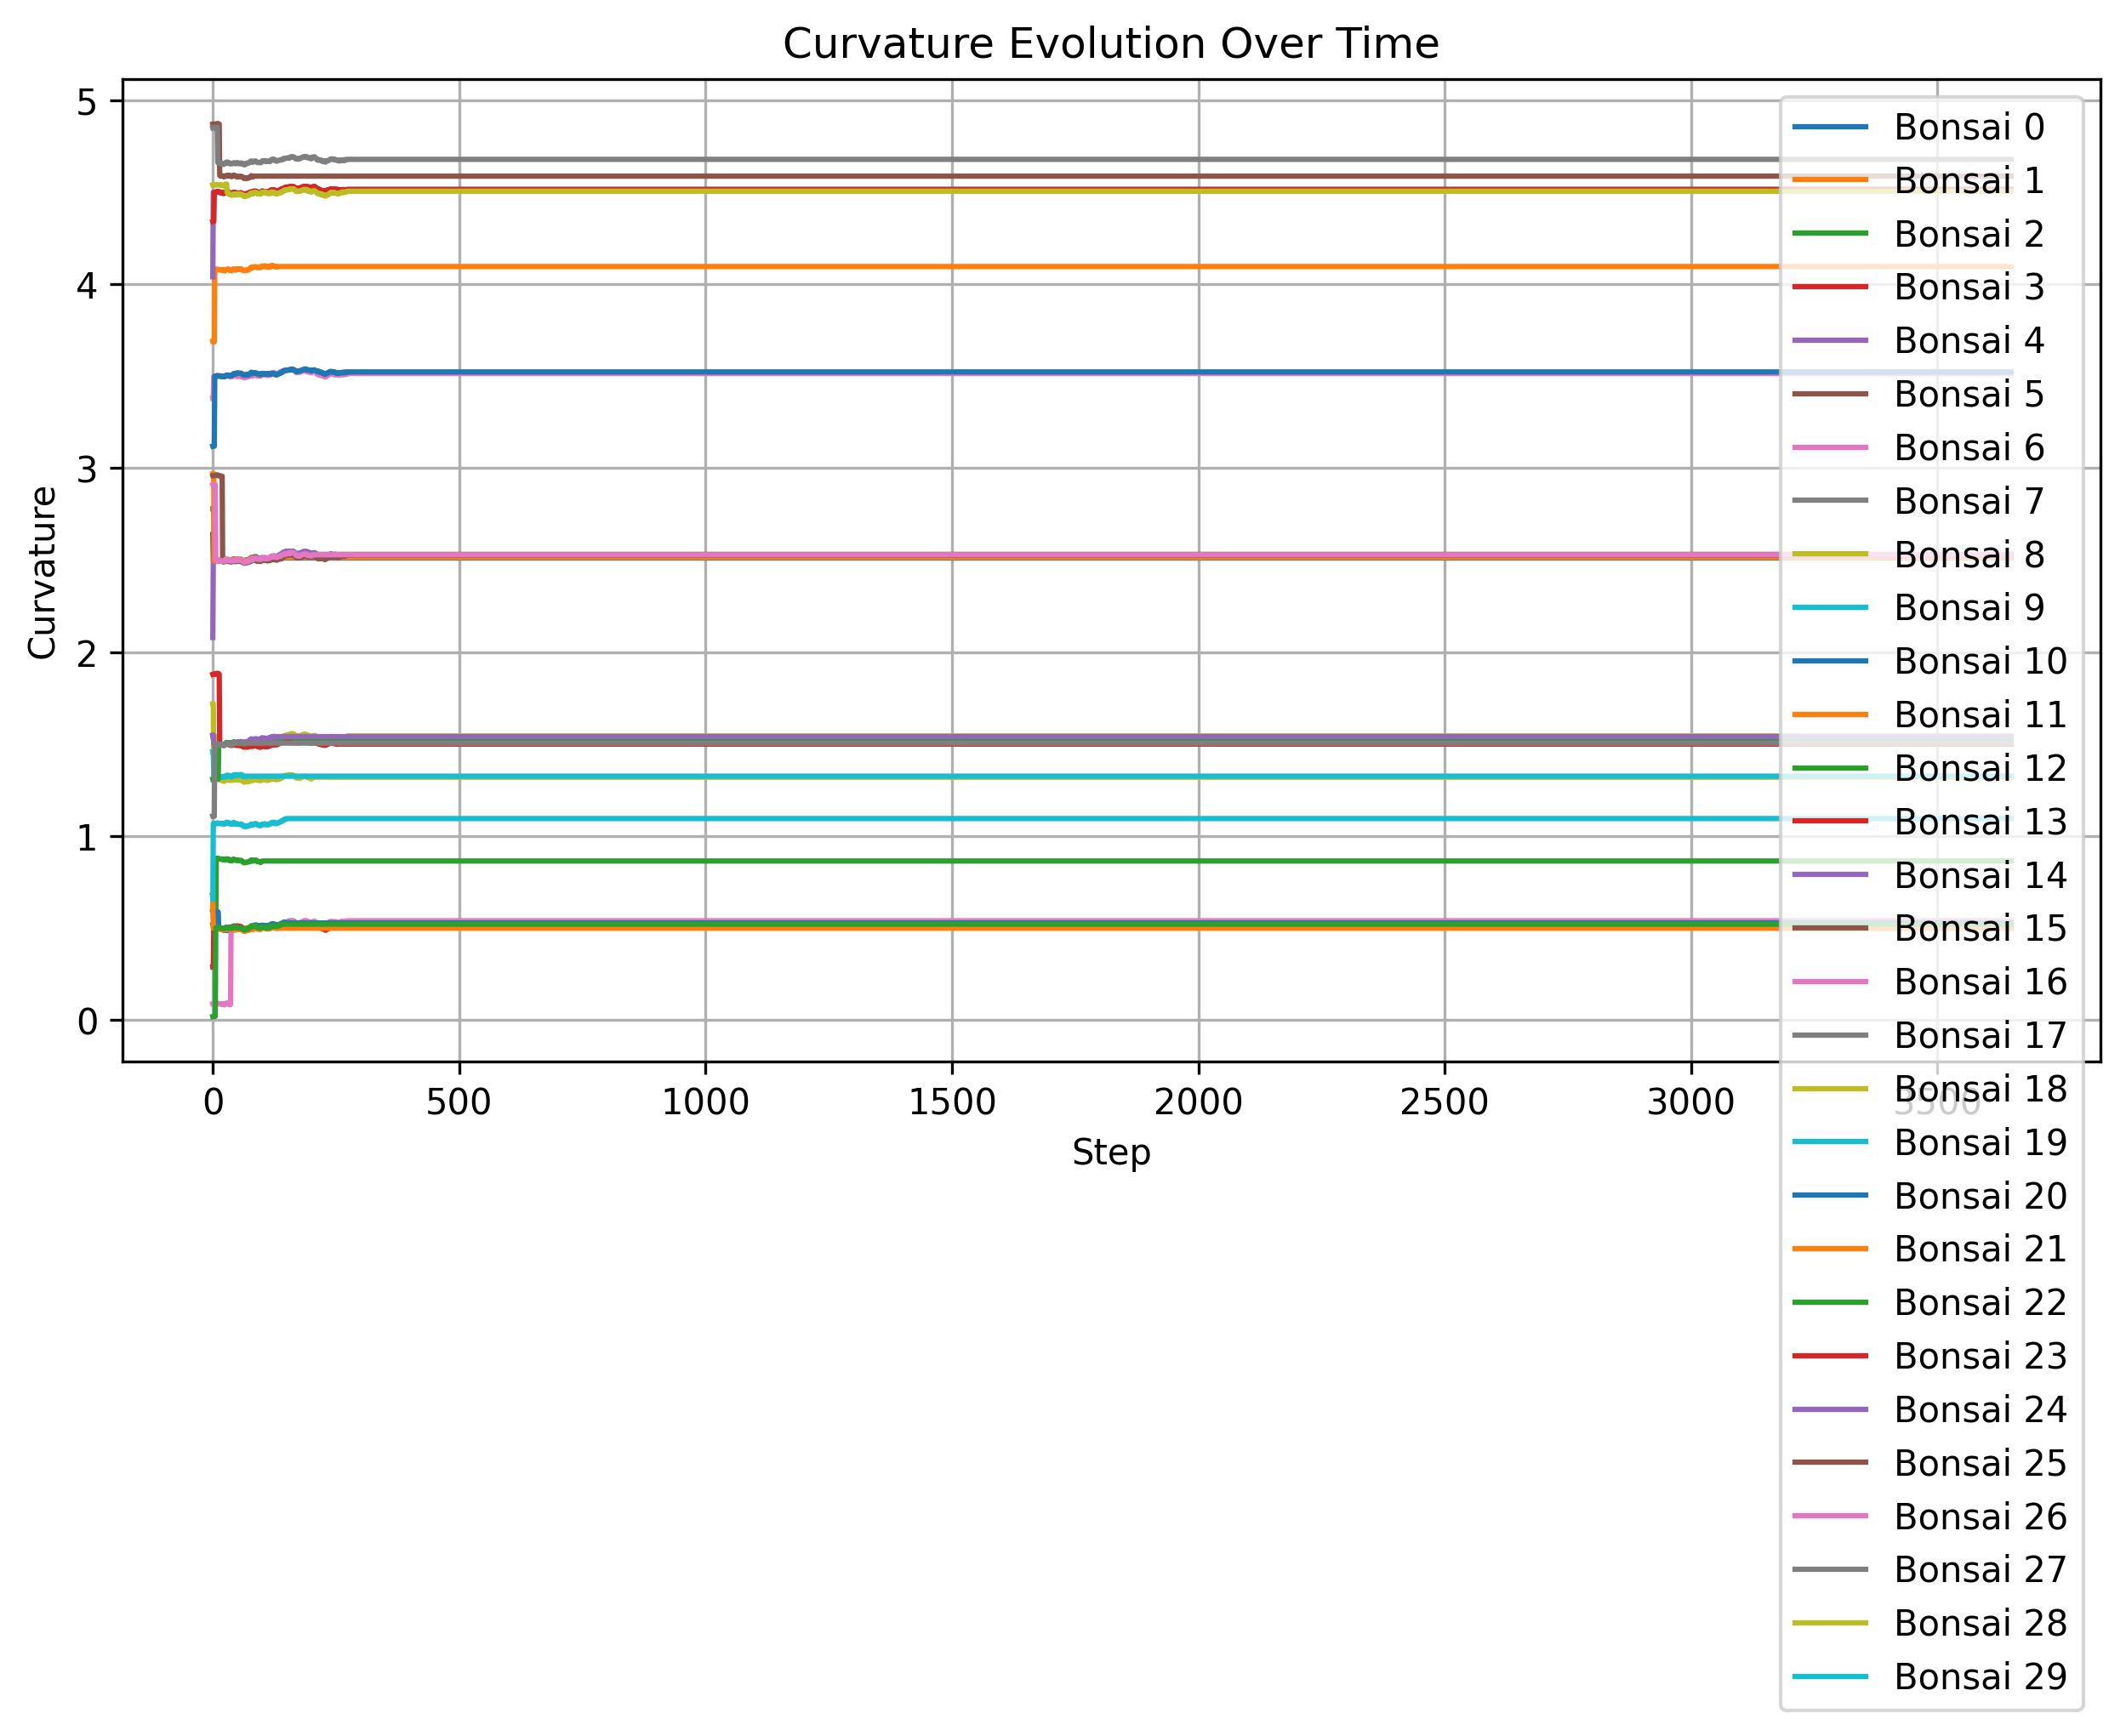 Curvature Evolution Over Time
5
4
3
2
1
0
Curvature
0 500 1000 1500 2000 2500 3000 3500
Step
Bonsai 0
Bonsai 1
Bonsai 2
Bonsai 3
Bonsai 4
Bonsai 5
Bonsai 6
Bonsai 7
Bonsai 8
Bonsai 9
Bonsai 10
Bonsai 11
Bonsai 12
Bonsai 13
Bonsai 14
Bonsai 15
Bonsai 16
Bonsai 17
Bonsai 18
Bonsai 19
Bonsai 20
Bonsai 21
Bonsai 22
Bonsai 23
Bonsai 24
Bonsai 25
Bonsai 26
Bonsai 27
Bonsai 28
Bonsai 29